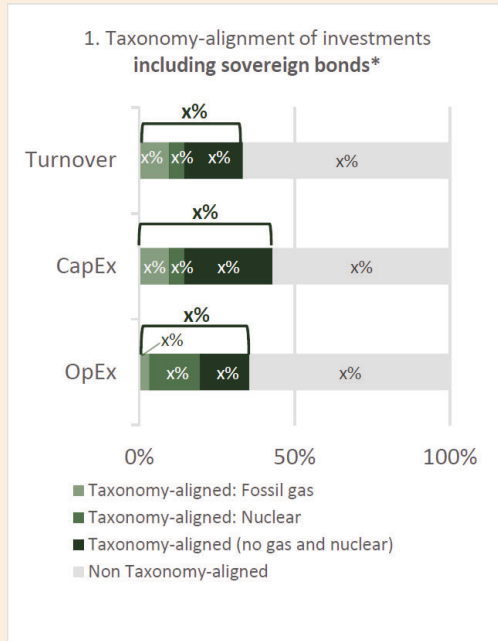 1. Taxonomy-alignment of investments
including sovereign bonds*
x%
Turnover
x% x% x%
x%
x%
CapEx
x% x% x%
x%
x%
x%
OpEx
x% x%
x%
0% 50% 100%
Taxonomy-aligned: Fossil gas
Taxonomy-aligned: Nuclear
Taxonomy-aligned (no gas and nuclear)
Non Taxonomy-aligned